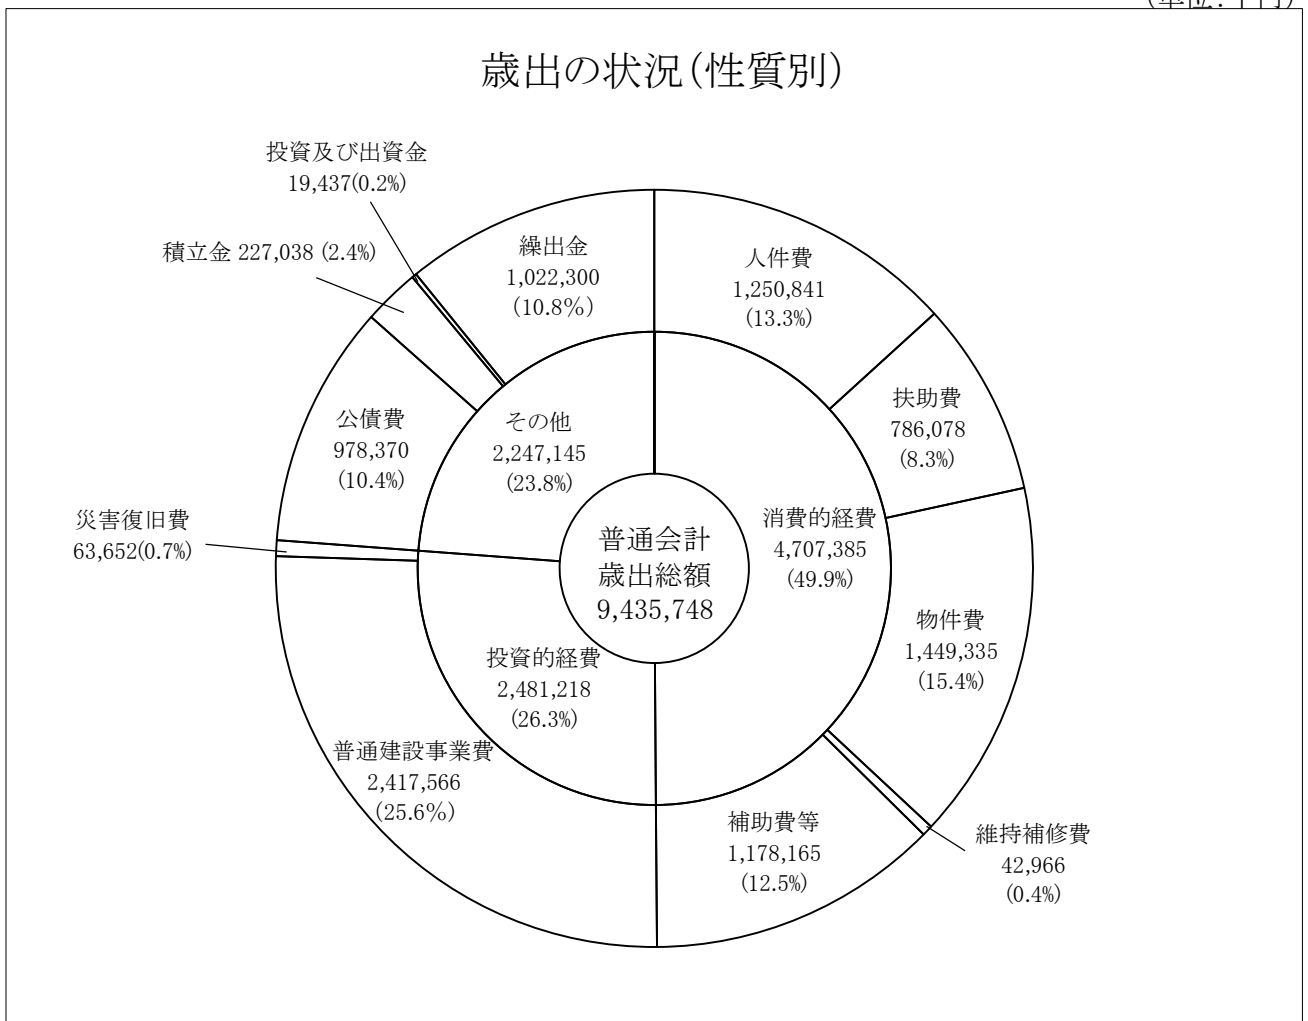 (単位:千円)
歳出の状況(性質別)
投資及び出資金
19,437(0.2%)
積立金 227,038 (2.4%)
繰出金
1,022,300
(10.8%)
人件費
1,250,841
(13.3%)
扶助費
786,078
(8.3%)
公債費
978,370
(10.4%)
その他
2,247,145
(23.8%)
災害復旧費
63,652(0.7%)
消費的経費
4,707,385
(49.9%)
普通会計
歳出総額
9,435,748
物件費
1,449,335
(15.4%)
投資的経費
2,481,218
(26.3%)
普通建設事業費
2,417,566
(25.6%)
補助費等
1,178,165
(12.5%)
維持補修費
42,966
(0.4%)